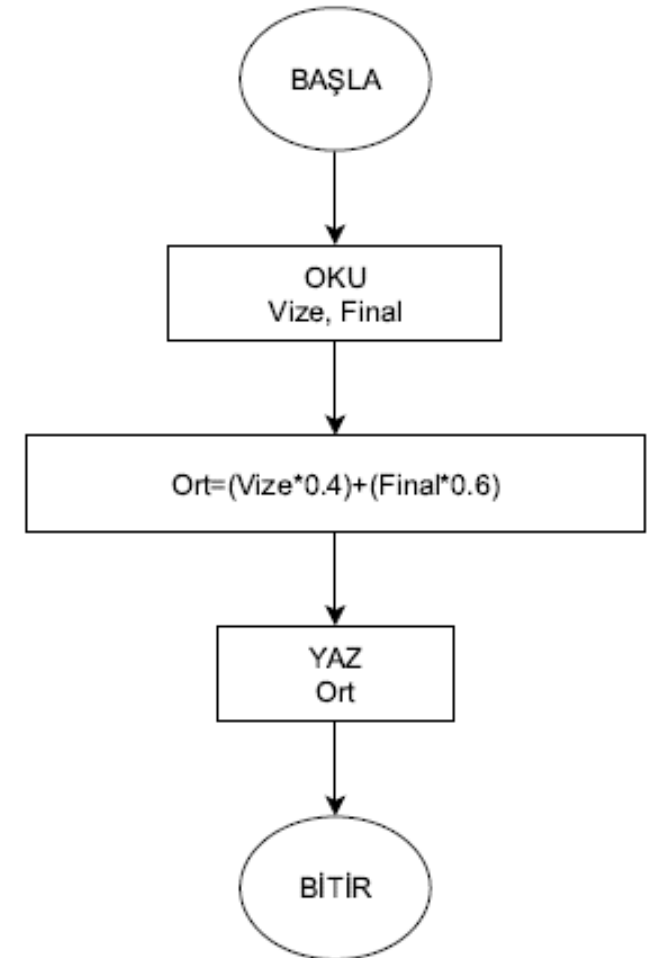 BAŞLA
OKU
Vize, Final
Ort=(Vize*0.4)+(Final*0.6)
YAZ
Ort
BİTİR